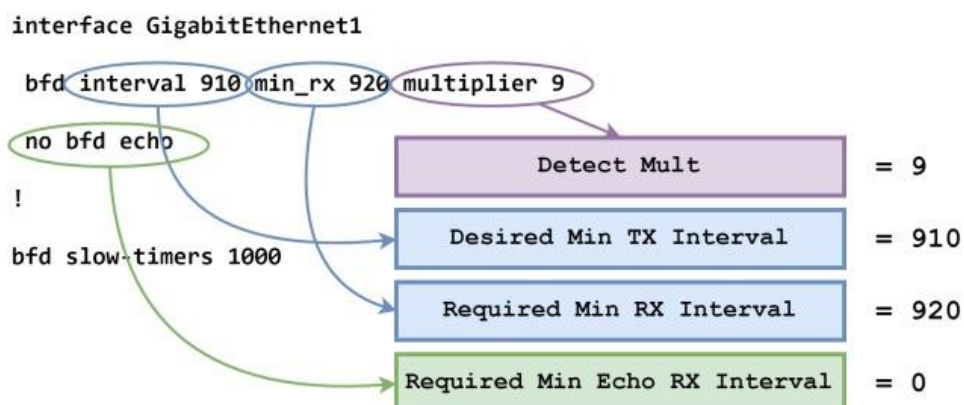 interface GigabitEthernet1
bfd interval 910 min_rx 920 multiplier 9
no bfd echo
!
bfd slow-timers 1000
Detect Mult = 9
Desired Min TX Interval = 910
Required Min RX Interval = 920
Required Min Echo RX Interval = 0